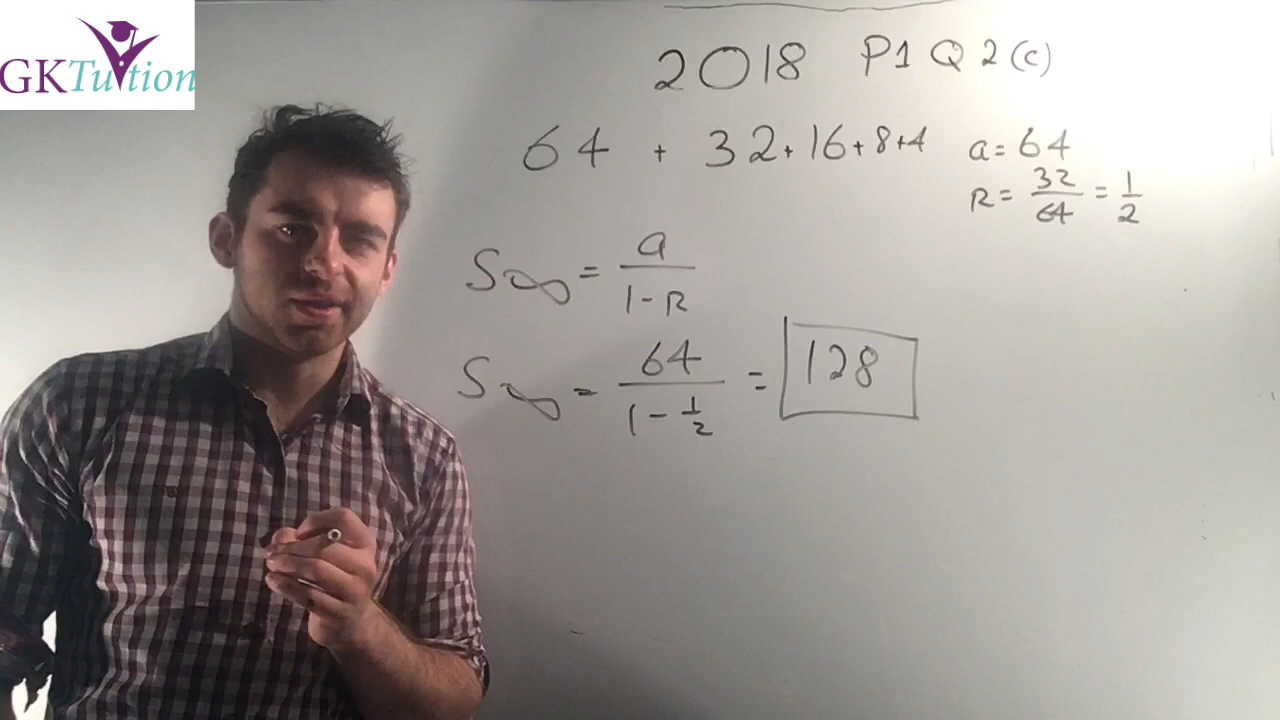 GKTuition
2018 P1 Q2(c)
64 + 32 + 16 + 8 + 4
a = 64
R = 32/64 = 1/2
S∞ = a/1-R
S∞ = 64/1-1/2 = 128